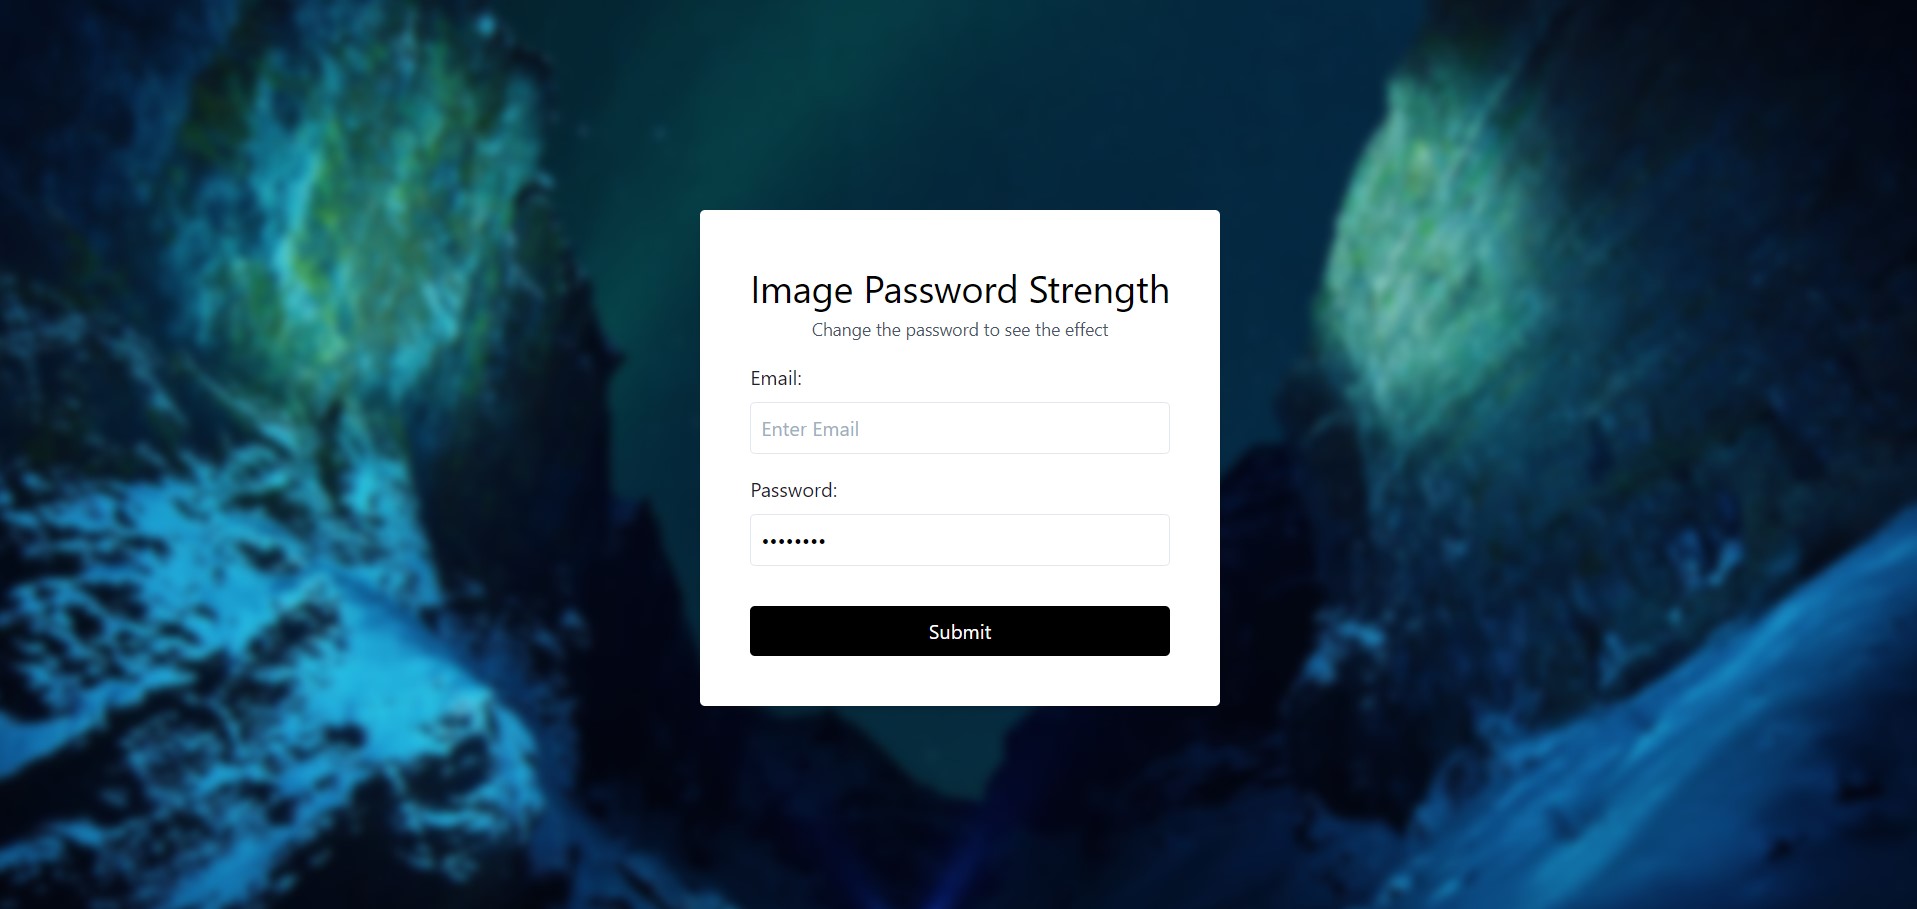 Image Password Strength
Change the password to see the effect
Email:
Enter Email
Password:
••••••••
Submit